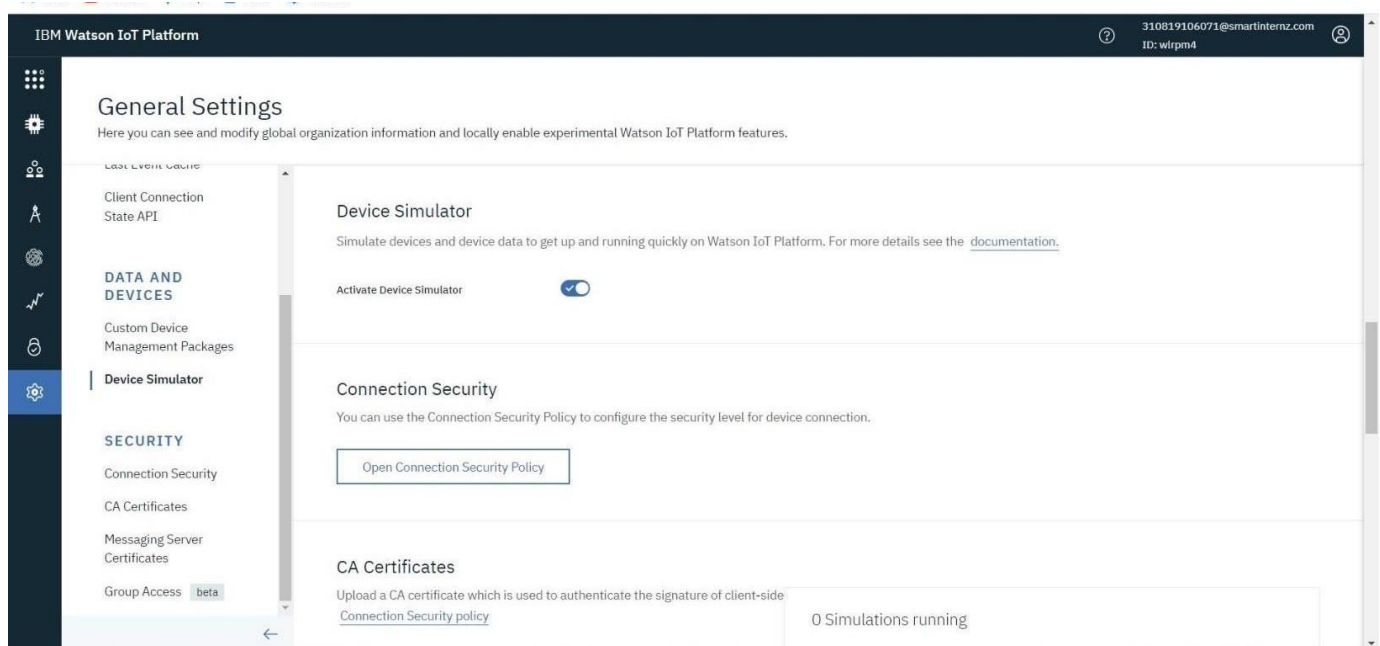 IBM Watson IoT Platform
310819106071@smartinternz.com
ID: wlrpm4
General Settings
Here you can see and modify global organization information and locally enable experimental Watson IoT Platform features.
Last Event Cache
Client Connection
State API
DATA AND
DEVICES
Custom Device
Management Packages
Device Simulator
SECURITY
Connection Security
CA Certificates
Messaging Server
Certificates
Group Access beta
Device Simulator
Simulate devices and device data to get up and running quickly on Watson IoT Platform. For more details see the documentation.
Activate Device Simulator
Connection Security
You can use the Connection Security Policy to configure the security level for device connection.
Open Connection Security Policy
CA Certificates
Upload a CA certificate which is used to authenticate the signature of client-side
Connection Security policy
0 Simulations running